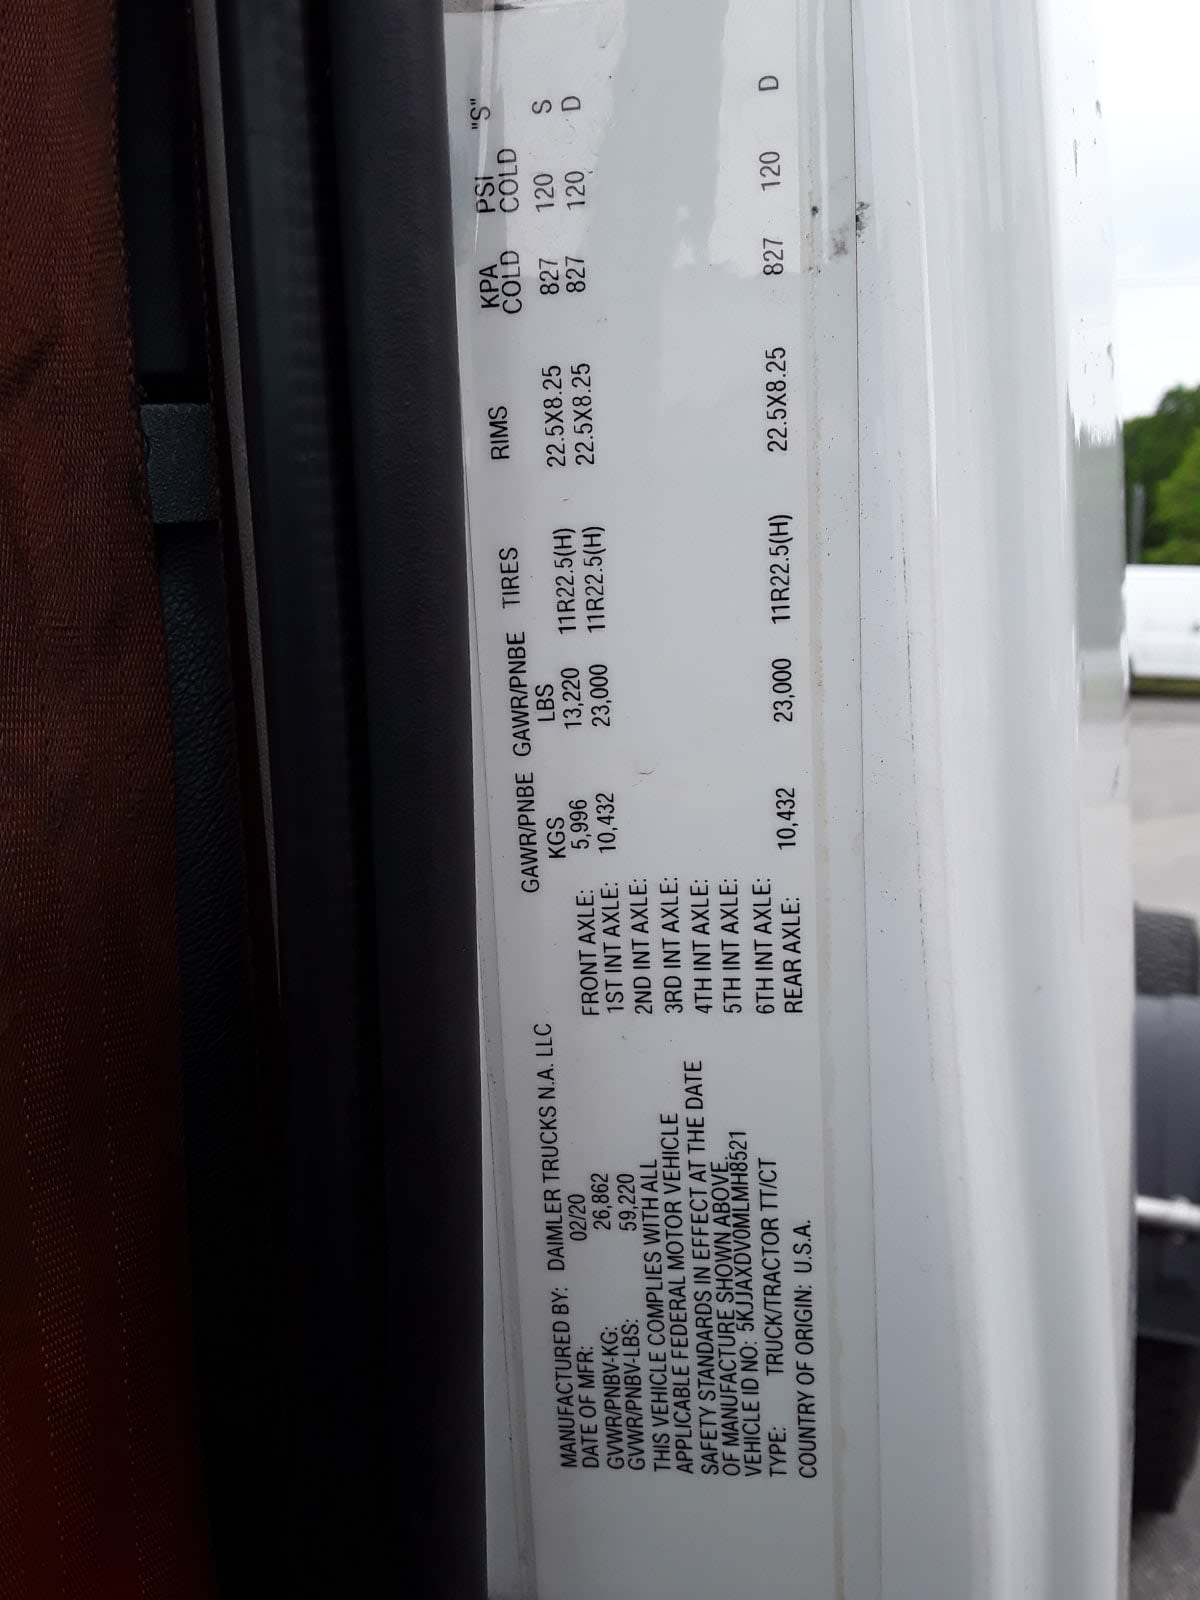 MANUFACTURED BY: DAIMLER TRUCKS N.A. LLC
DATE OF MFR: 02/20
GVWR/PNBV-KG: 26,862
GVWR/PNBV-LBS: 59,220
THIS VEHICLE COMPLIES WITH ALL
APPLICABLE FEDERAL MOTOR VEHICLE
SAFETY STANDARDS IN EFFECT AT THE DATE
OF MANUFACTURE SHOWN ABOVE.
VEHICLE ID NO: 5KJJAXDV0MLMH8521
TYPE: TRUCK/TRACTOR TT/CT
COUNTRY OF ORIGIN: U.S.A.
GAWR/PNBE GAWR/PNBE TIRES RIMS KPA PSI "S"
KGS LBS COLD COLD
FRONT AXLE: 5,996 13,220 11R22.5(H) 22.5X8.25 827 120 S
1ST INT AXLE: 10,432 23,000 11R22.5(H) 22.5X8.25 827 120 D
2ND INT AXLE:
3RD INT AXLE:
4TH INT AXLE:
5TH INT AXLE:
6TH INT AXLE:
REAR AXLE: 10,432 23,000 11R22.5(H) 22.5X8.25 827 120 D